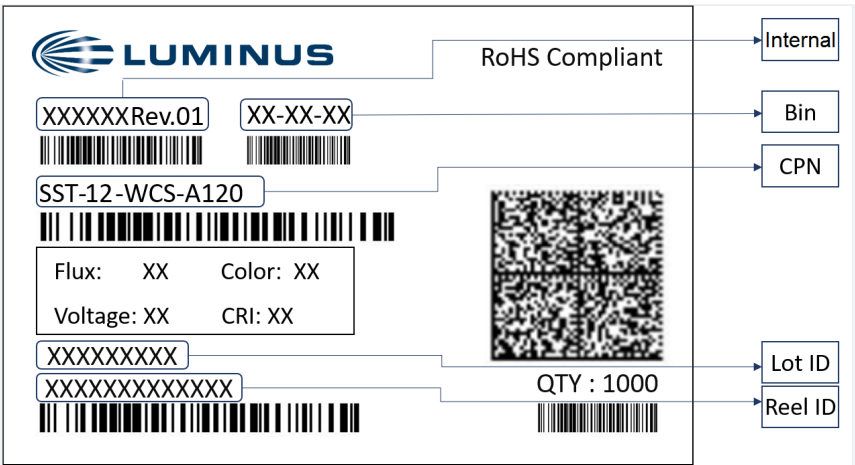 LUMINUS
RoHS Compliant
Internal
XXXXXXRev.01
XX-XX-XX
Bin
SST-12-WCS-A120
CPN
Flux: XX Color: XX
Voltage: XX CRI: XX
XXXXXXXXX
Lot ID
XXXXXXXXXXXXX
QTY : 1000
Reel ID